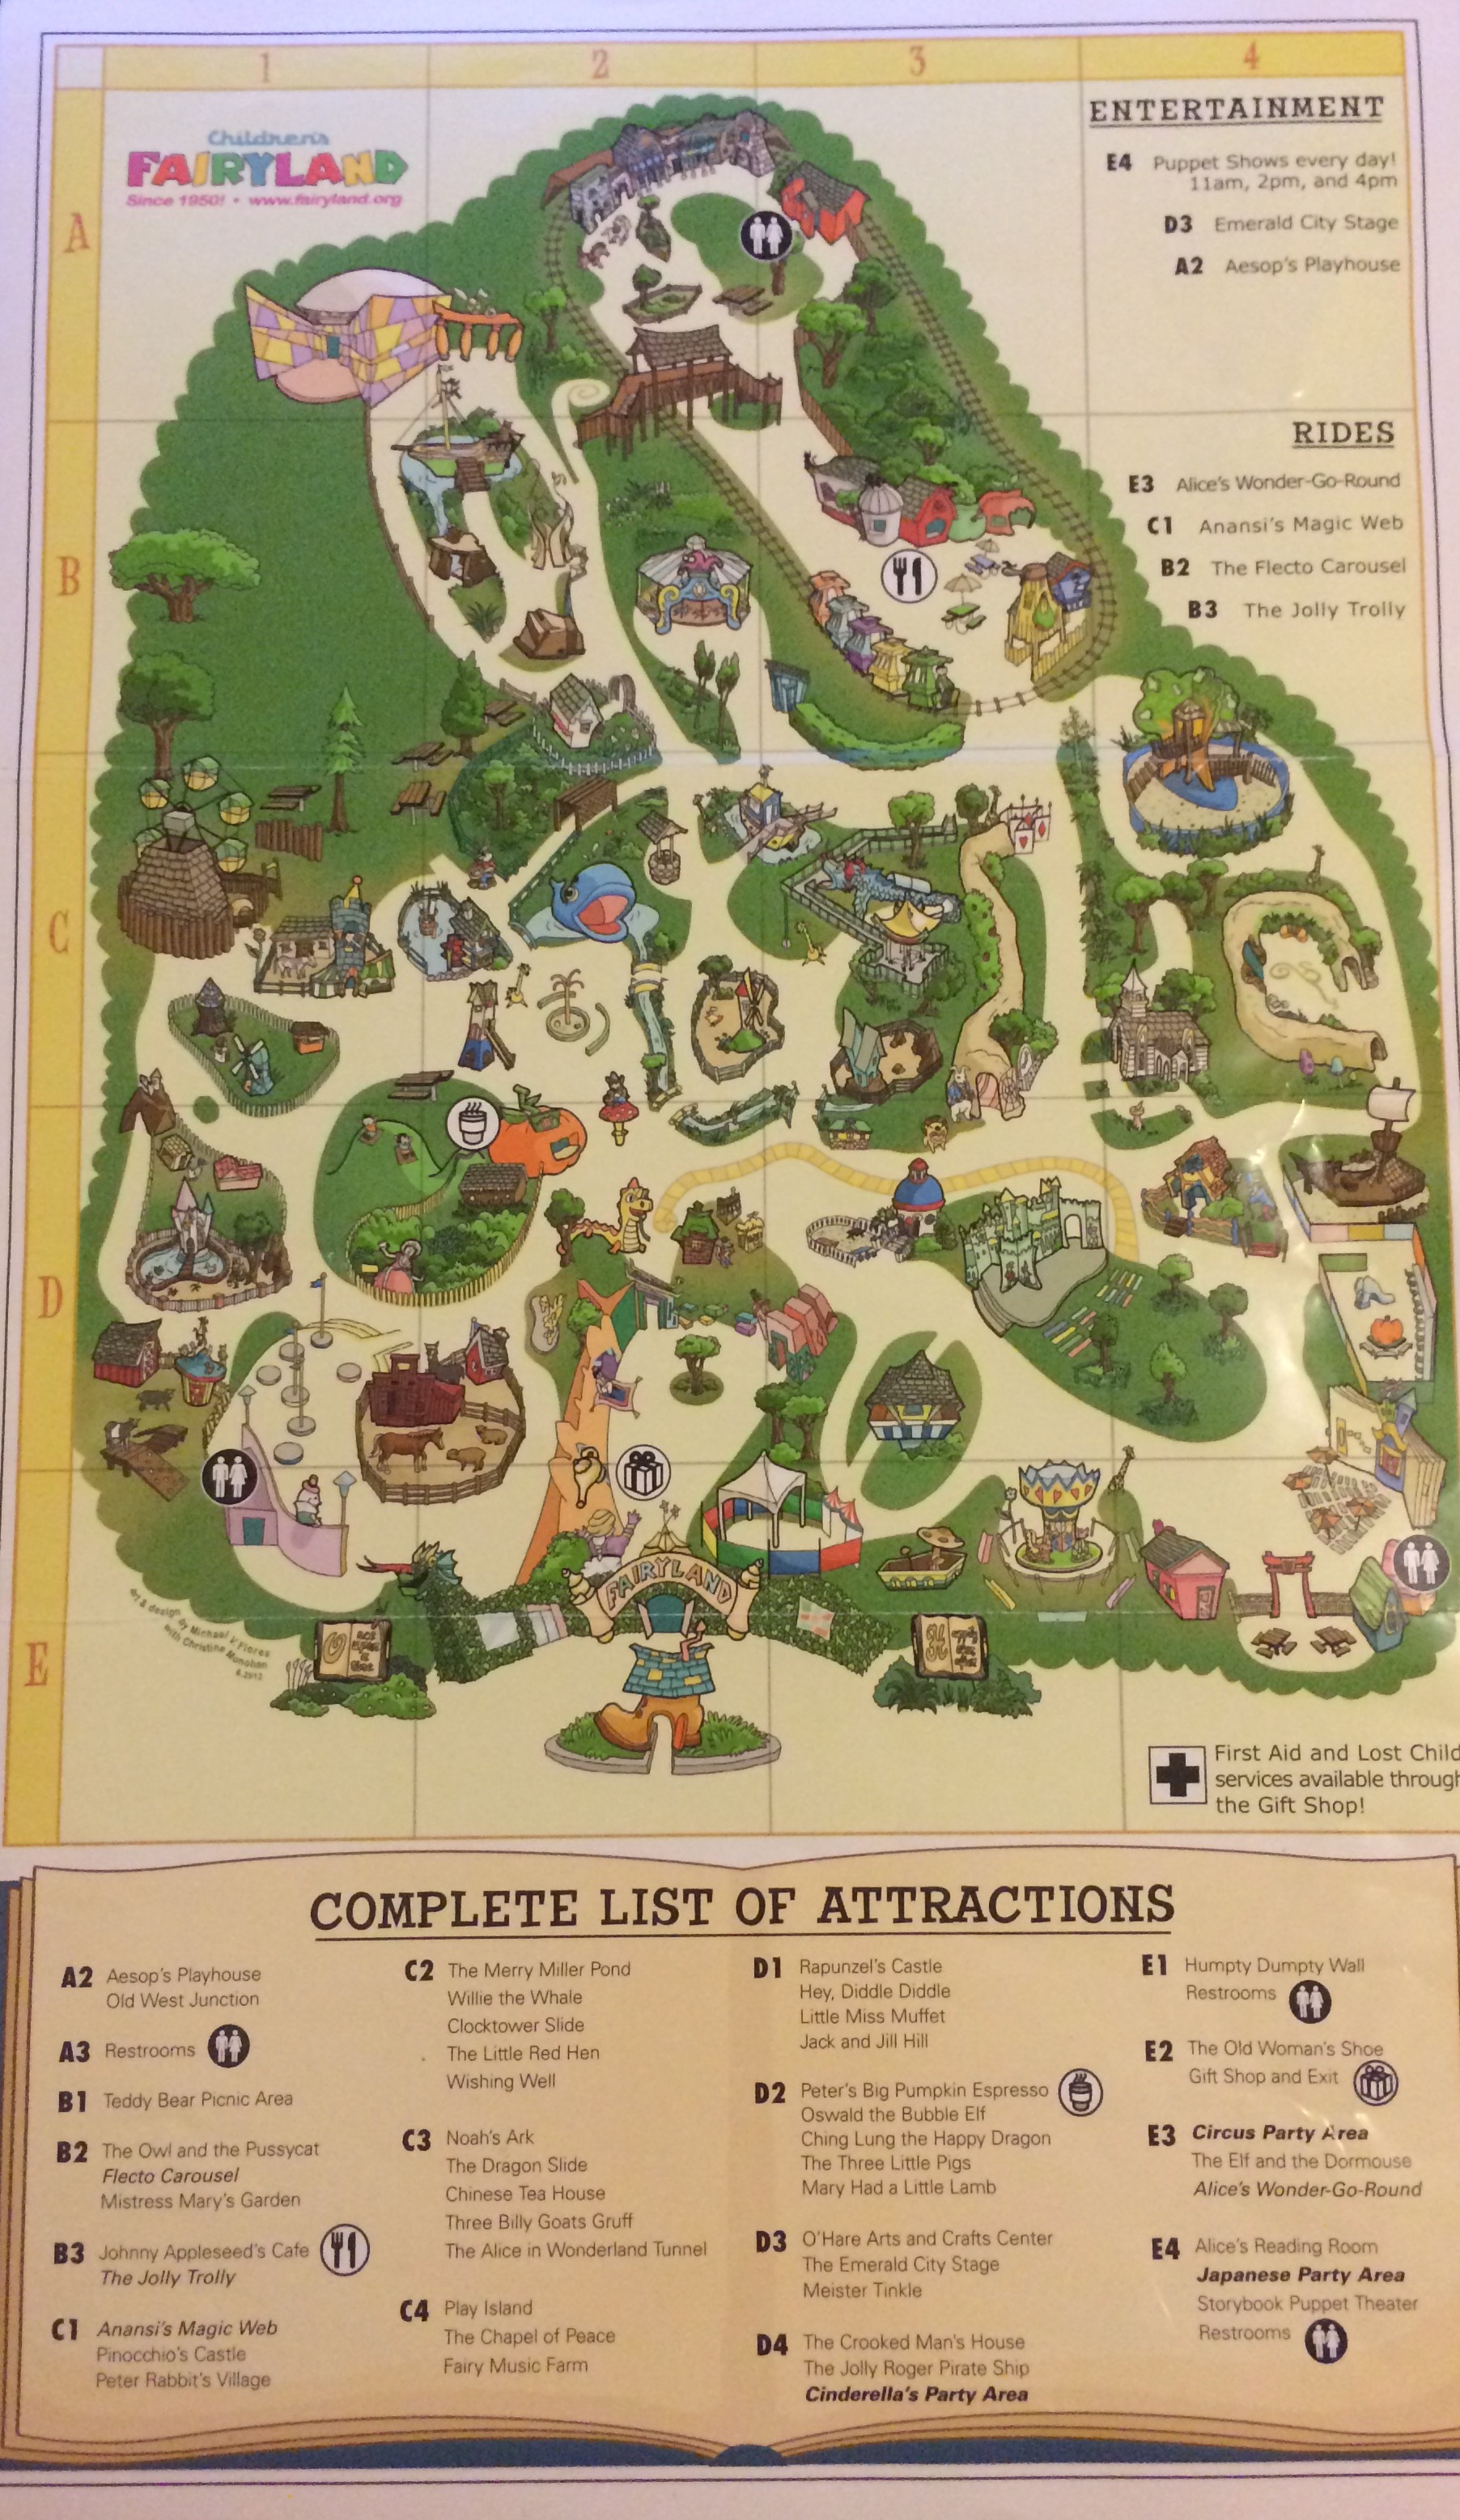 1 2 3 4
A
B
C
D
E
Children's
FAIRYLAND
Since 1950! • www.fairyland.org
ENTERTAINMENT
E4 Puppet Shows every day!
11am, 2pm, and 4pm
D3 Emerald City Stage
A2 Aesop's Playhouse
RIDES
E3 Alice's Wonder-Go-Round
C1 Anansi's Magic Web
B2 The Flecto Carousel
B3 The Jolly Trolly
FAIRYLAND
Art & design by Michael V Flores
with Christine Monohan
First Aid and Lost Child
services available through
the Gift Shop!
COMPLETE LIST OF ATTRACTIONS
A2 Aesop's Playhouse
Old West Junction
A3 Restrooms
B1 Teddy Bear Picnic Area
B2 The Owl and the Pussycat
Flecto Carousel
Mistress Mary's Garden
B3 Johnny Appleseed's Cafe
The Jolly Trolly
C1 Anansi's Magic Web
Pinocchio's Castle
Peter Rabbit's Village
C2 The Merry Miller Pond
Willie the Whale
Clocktower Slide
The Little Red Hen
Wishing Well
C3 Noah's Ark
The Dragon Slide
Chinese Tea House
Three Billy Goats Gruff
The Alice in Wonderland Tunnel
C4 Play Island
The Chapel of Peace
Fairy Music Farm
D1 Rapunzel's Castle
Hey, Diddle Diddle
Little Miss Muffet
Jack and Jill Hill
D2 Peter's Big Pumpkin Espresso
Oswald the Bubble Elf
Ching Lung the Happy Dragon
The Three Little Pigs
Mary Had a Little Lamb
D3 O'Hare Arts and Crafts Center
The Emerald City Stage
Meister Tinkle
D4 The Crooked Man's House
The Jolly Roger Pirate Ship
Cinderella's Party Area
E1 Humpty Dumpty Wall
Restrooms
E2 The Old Woman's Shoe
Gift Shop and Exit
E3 Circus Party Area
The Elf and the Dormouse
Alice's Wonder-Go-Round
E4 Alice's Reading Room
Japanese Party Area
Storybook Puppet Theater
Restrooms